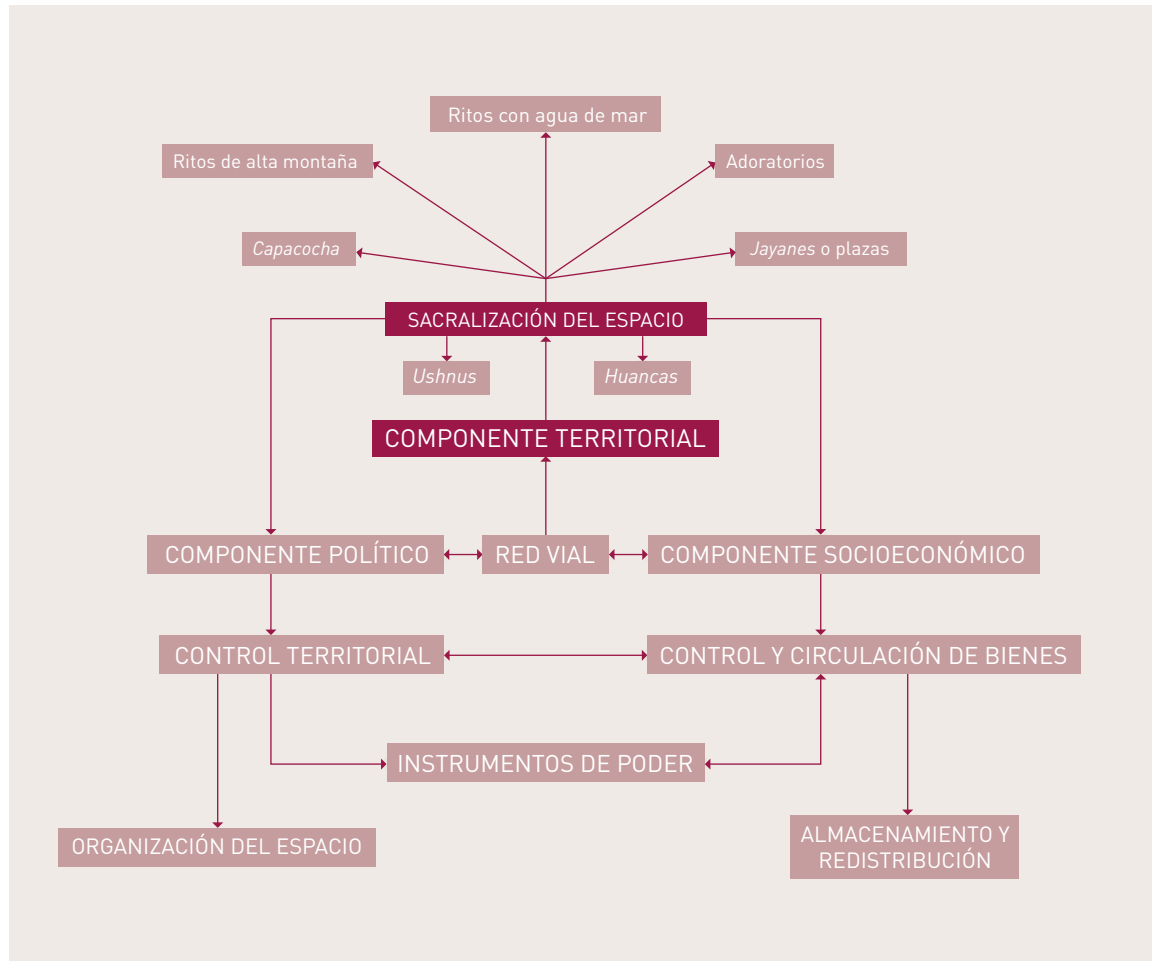 Ritos con agua de mar
Ritos de alta montaña
Adoratorios
Capacocha
Jayanes o plazas
SACRALIZACIÓN DEL ESPACIO
Ushnus
Huancas
COMPONENTE TERRITORIAL
COMPONENTE POLÍTICO
RED VIAL
COMPONENTE SOCIOECONÓMICO
CONTROL TERRITORIAL
CONTROL Y CIRCULACIÓN DE BIENES
INSTRUMENTOS DE PODER
ORGANIZACIÓN DEL ESPACIO
ALMACENAMIENTO Y
REDISTRIBUCIÓN